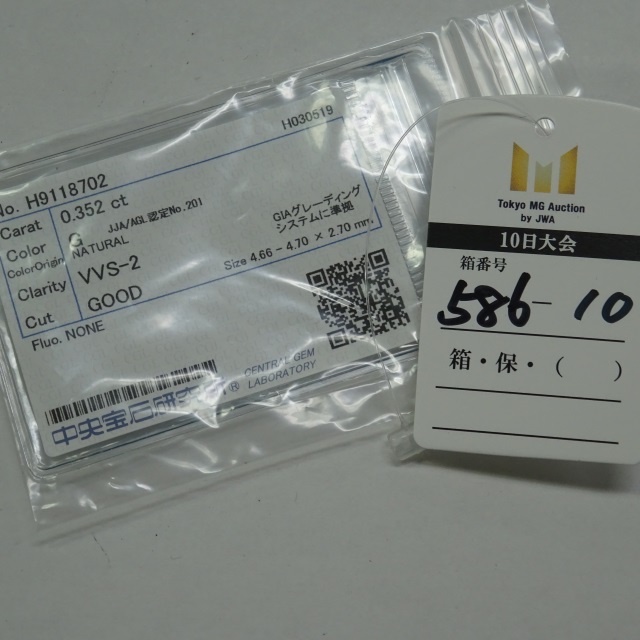 H030519
No. H9118702
Carat 0.352 ct
Color G JJA/AGL認定No.201
ColorOrigin NATURAL
GIAグレーディング
システムに準拠
Clarity VVS-2
Size 4.66 - 4.70 × 2.70 mm.
Cut GOOD
Fluo. NONE
中央宝石研究
® CENTRAL GEM
LABORATORY
Tokyo MG Auction
by JWA
10日大会
箱番号
586-10
箱・保・（ ）